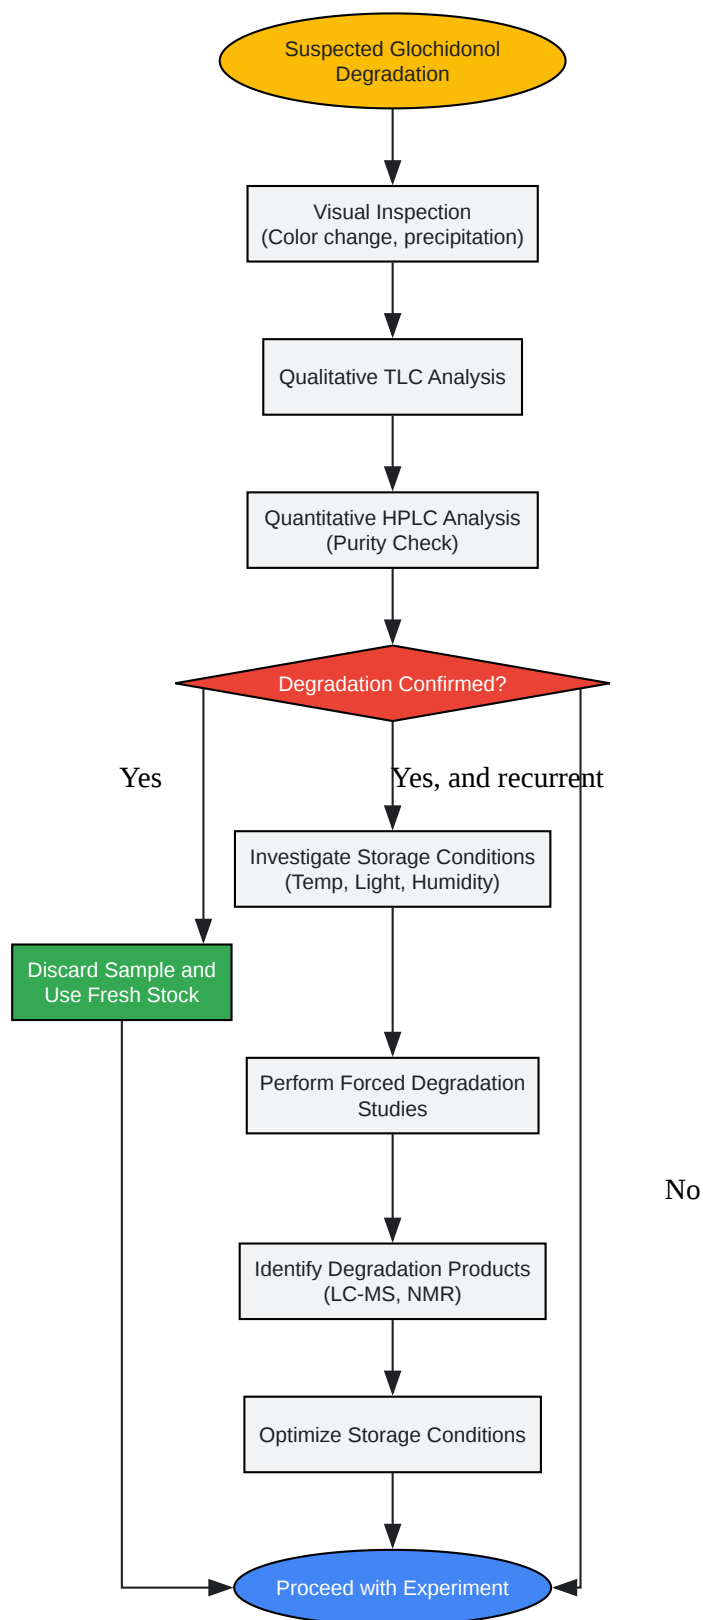 Suspected Glochidonol
Degradation
Visual Inspection
(Color change, precipitation)
Qualitative TLC Analysis
Quantitative HPLC Analysis
(Purity Check)
Degradation Confirmed?
Yes
Yes, and recurrent
Investigate Storage Conditions
(Temp, Light, Humidity)
Discard Sample and
Use Fresh Stock
Perform Forced Degradation
Studies
No
Identify Degradation Products
(LC-MS, NMR)
Optimize Storage Conditions
Proceed with Experiment